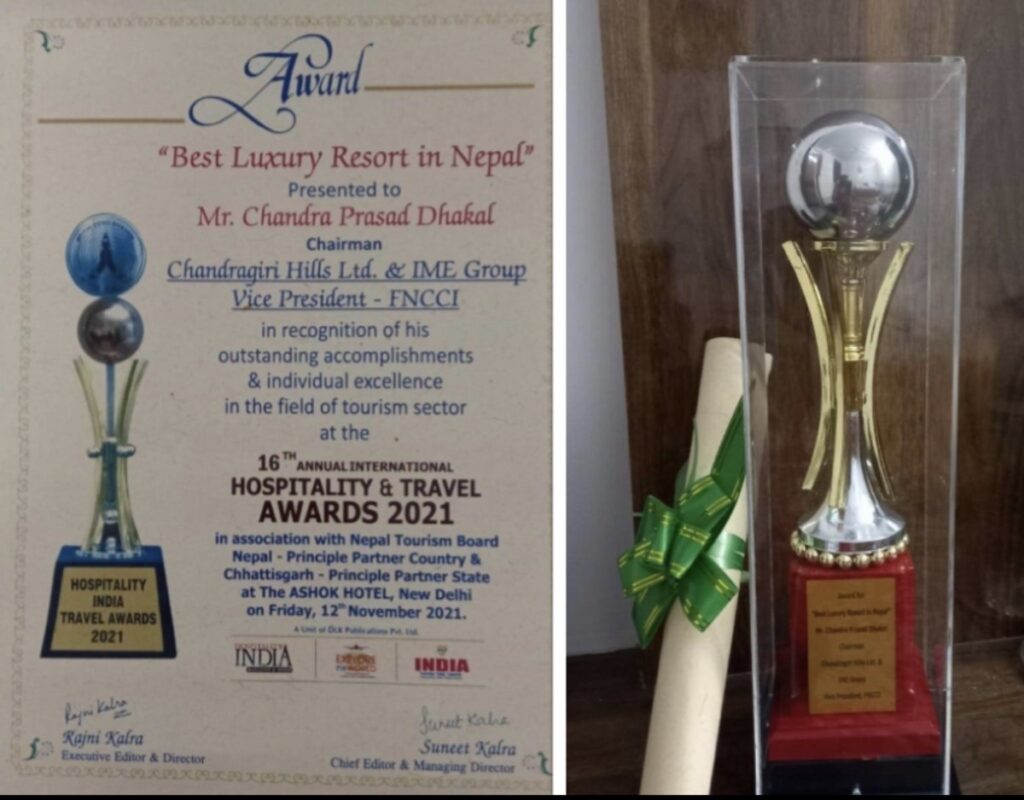 Award
"Best Luxury Resort in Nepal"
Presented to
Mr. Chandra Prasad Dhakal
Chairman
Chandragiri Hills Ltd. & IME Group
Vice President - FNCCI
in recognition of his
outstanding accomplishments
& individual excellence
in the field of tourism sector
at the
16TH ANNUAL INTERNATIONAL
HOSPITALITY & TRAVEL
AWARDS 2021
in association with Nepal Tourism Board
Nepal - Principle Partner Country &
Chhattisgarh - Principle Partner State
at The ASHOK HOTEL, New Delhi
on Friday, 12th November 2021.
A Unit of DLK Publications Pvt. Ltd.
INDIA
INDIA
HOSPITALITY
INDIA
TRAVEL AWARDS
2021
Rajni Kalra
Rajni Kalra
Executive Editor & Director
Suneet Kalra
Suneet Kalra
Chief Editor & Managing Director
Award for
"Best Luxury Resort in Nepal"
Mr. Chandra Prasad Dhakal
Chairman
Chandragiri Hills Ltd. &
IME Group
Vice President, FNCCI